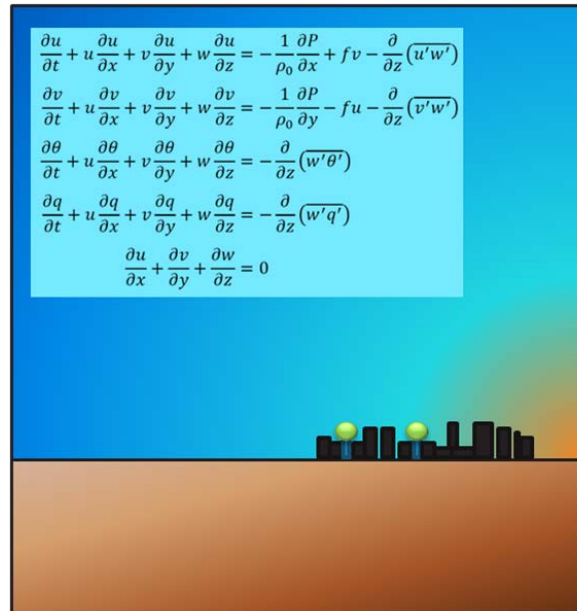 ∂u/∂t + u ∂u/∂x + v ∂u/∂y + w ∂u/∂z = − 1/ρ₀ ∂P/∂x + fv − ∂/∂z (u′w′‾)
∂v/∂t + u ∂v/∂x + v ∂v/∂y + w ∂v/∂z = − 1/ρ₀ ∂P/∂y − fu − ∂/∂z (v′w′‾)
∂θ/∂t + u ∂θ/∂x + v ∂θ/∂y + w ∂θ/∂z = − ∂/∂z (w′θ′‾)
∂q/∂t + u ∂q/∂x + v ∂q/∂y + w ∂q/∂z = − ∂/∂z (w′q′‾)
∂u/∂x + ∂v/∂y + ∂w/∂z = 0